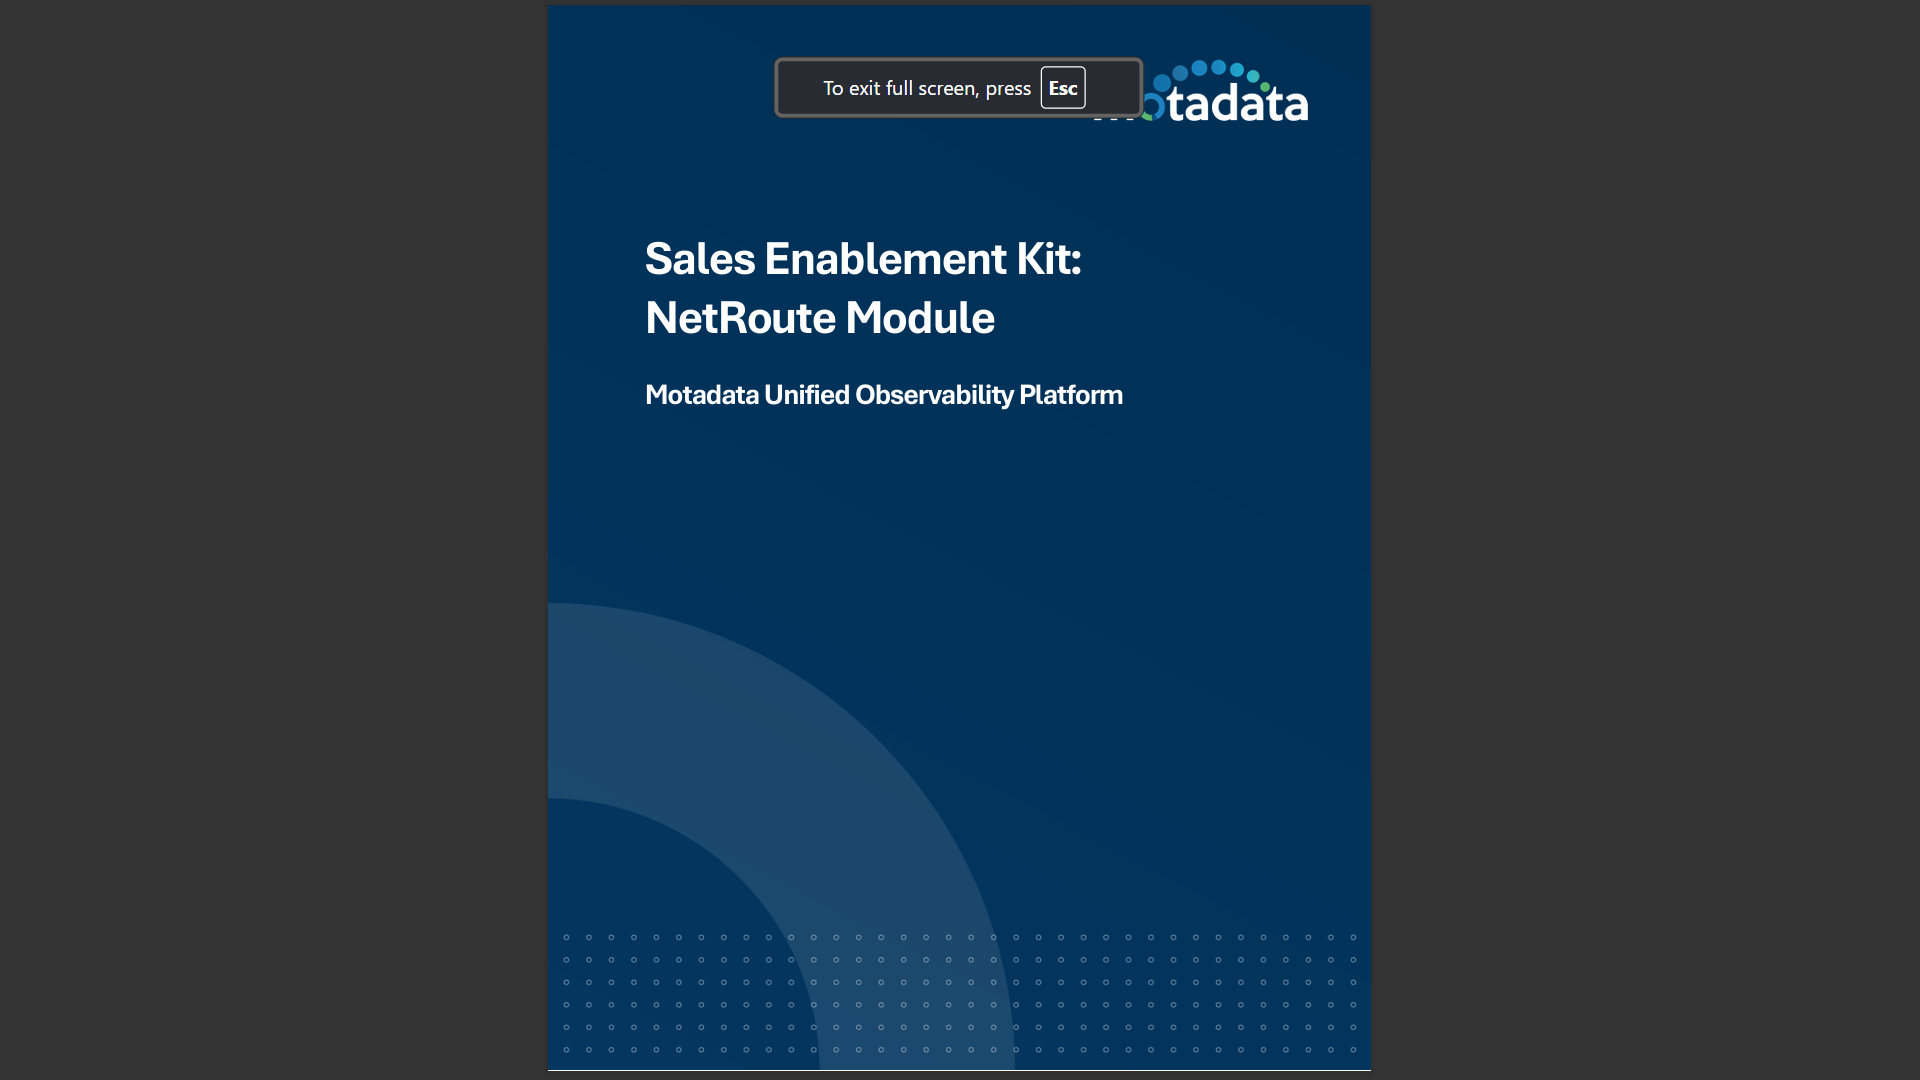 To exit full screen, press Esc
tadata
Sales Enablement Kit:
NetRoute Module
Motadata Unified Observability Platform